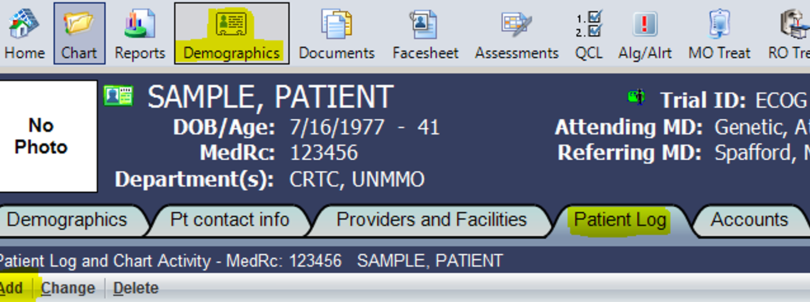 Home Chart Reports Demographics Documents Facesheet Assessments QCL Alg/Alrt MO Treat
1.
2.
No
Photo
SAMPLE, PATIENT
DOB/Age: 7/16/1977 - 41
MedRc: 123456
Department(s): CRTC, UNMMO
Trial ID: ECOG
Attending MD: Genetic,
Referring MD: Spafford,
Demographics Pt contact info Providers and Facilities Patient Log Accounts
Patient Log and Chart Activity - MedRc: 123456 SAMPLE, PATIENT
Add Change Delete